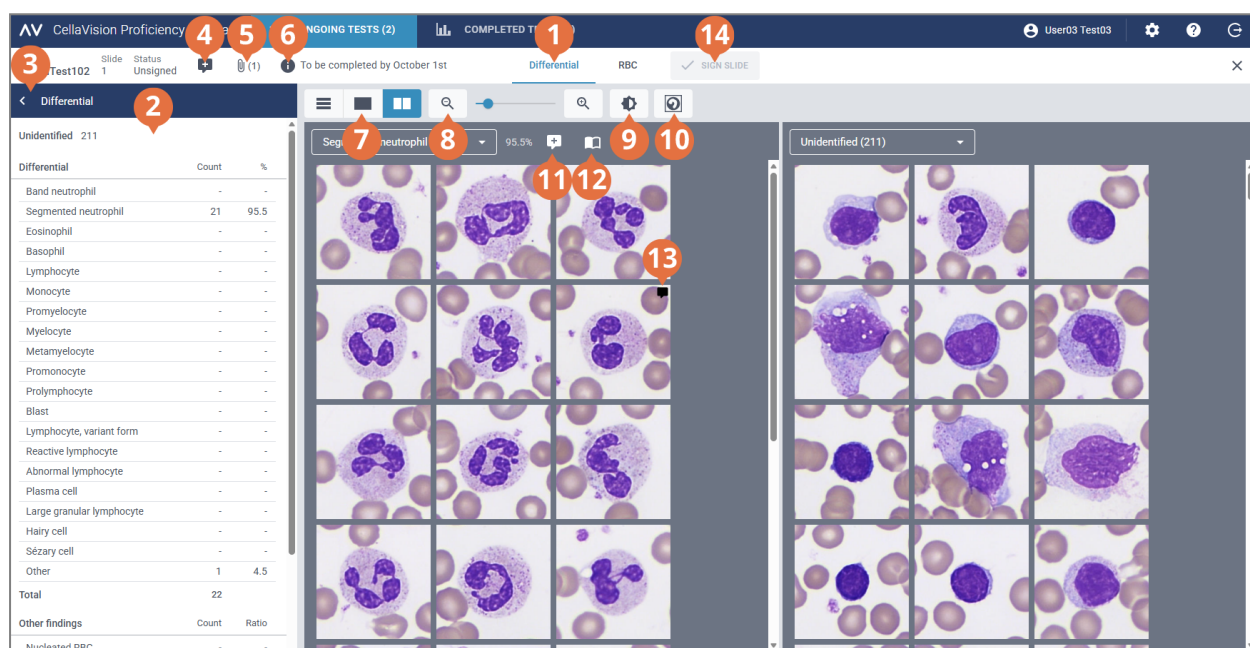 4 5 6 1 14
CellaVision Proficiency
NGOING TESTS (2)
COMPLETED T
User03 Test03
3
Test102
Slide
1
Status
Unsigned
(1)
To be completed by October 1st
Differential
RBC
SIGN SLIDE
Differential
2
7 8 9 10
Unidentified 211
Seg
neutrophil
95.5%
Unidentified (211)
11 12
13
Differential Count %
Band neutrophil - -
Segmented neutrophil 21 95.5
Eosinophil - -
Basophil - -
Lymphocyte - -
Monocyte - -
Promyelocyte - -
Myelocyte - -
Metamyelocyte - -
Promonocyte - -
Prolymphocyte - -
Blast - -
Lymphocyte, variant form - -
Reactive lymphocyte - -
Abnormal lymphocyte - -
Plasma cell - -
Large granular lymphocyte - -
Hairy cell - -
Sézary cell - -
Other 1 4.5
Total 22
Other findings Count Ratio
Nucleated RBC - -